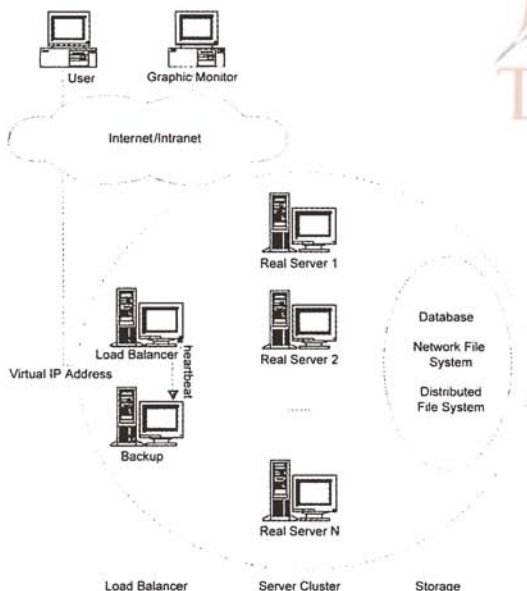 User
Graphic Monitor
Internet/Intranet
Real Server 1
Load Balancer
heartbeat
Real Server 2
Virtual IP Address
Backup
......
Real Server N
Database
Network File
System
Distributed
File System
Load Balancer
Server Cluster
Storage